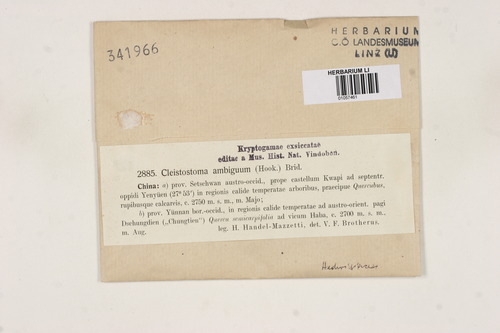 341966
HERBARIUM
O.Ö LANDESMUSEUM
LINZ (LI)
HERBARIUM LI
01057461
Kryptogamae exsiccatae
editae a Mus. Hist. Nat. Vindobon.
2885. Cleistostoma ambiguum (Hook.) Brid.
China: a) prov. Setschwan austro-occid., prope castellum Kwapi ad septentr.
oppidi Yenyüen (27° 55') in regionis calide temperatae arboribus, praecipue Quercubus,
rupibusque calcareis, c. 2750 m. s. m., m. Majo;
b) prov. Yünnan bor.-occid., in regionis calide temperatae ad austro-orient. pagi
Dschungdien („Chungtien") Quercu semecarpifolia ad vicum Haba, c. 2700 m. s. m.,
m. Aug.
leg. H. Handel-Mazzetti, det. V. F. Brotherus.